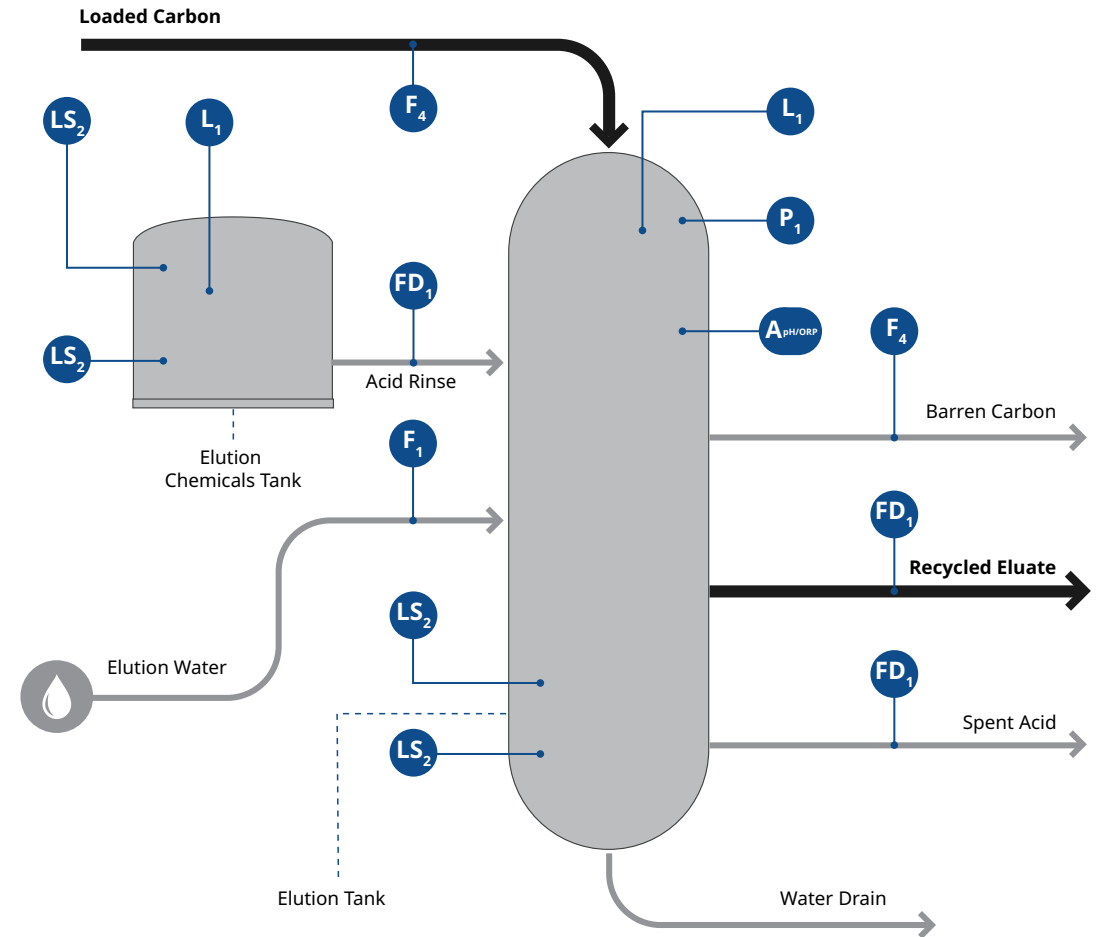 Loaded Carbon
LS2
L1
F4
L1
P1
FD1
ApH/ORP
F4
LS2
Acid Rinse
Barren Carbon
F1
Elution
Chemicals Tank
FD1
Recycled Eluate
LS2
Elution Water
FD1
Spent Acid
LS2
Elution Tank
Water Drain